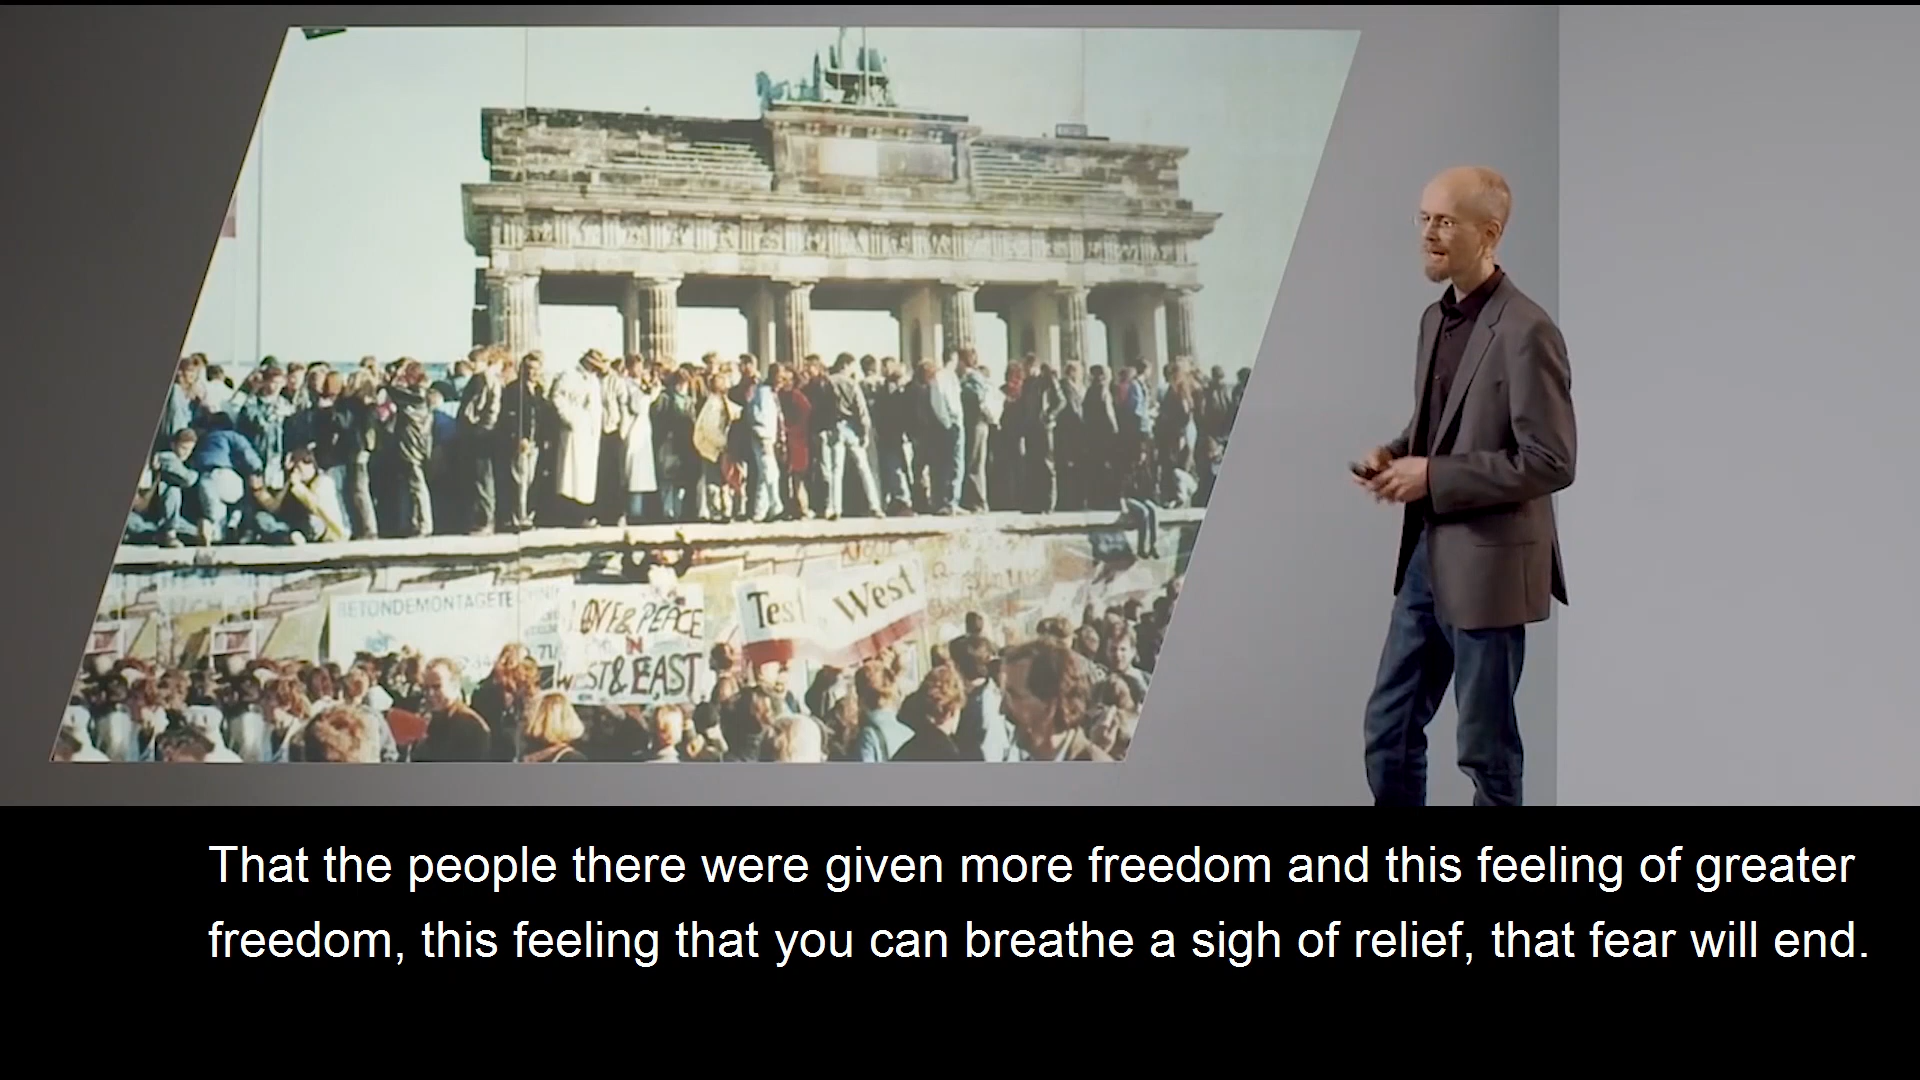 BETONDEMONTAGETE
LOVE & PEACE
IN
WEST & EAST
Test West
That the people there were given more freedom and this feeling of greater
freedom, this feeling that you can breathe a sigh of relief, that fear will end.